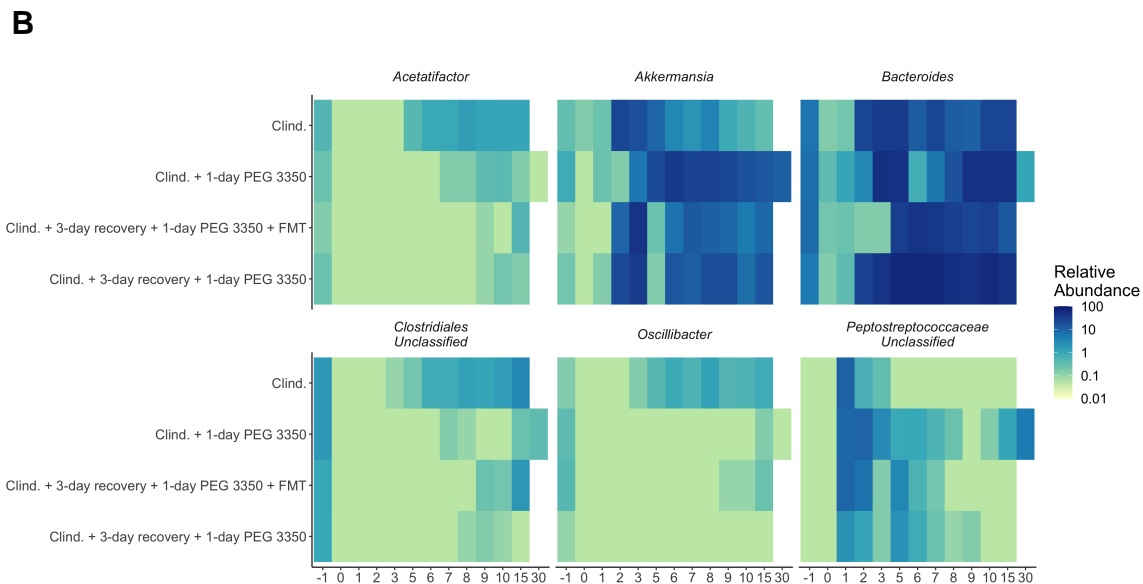 B
Acetatifactor
Akkermansia
Bacteroides
Clind.
Clind. + 1-day PEG 3350
Clind. + 3-day recovery + 1-day PEG 3350 + FMT
Clind. + 3-day recovery + 1-day PEG 3350
Clostridiales
Unclassified
Oscillibacter
Peptostreptococcaceae
Unclassified
Clind.
Clind. + 1-day PEG 3350
Clind. + 3-day recovery + 1-day PEG 3350 + FMT
Clind. + 3-day recovery + 1-day PEG 3350
-1 0 1 2 3 5 6 7 8 9 10 15 30
-1 0 1 2 3 5 6 7 8 9 10 15 30
-1 0 1 2 3 5 6 7 8 9 10 15 30
Relative
Abundance
100
10
1
0.1
0.01